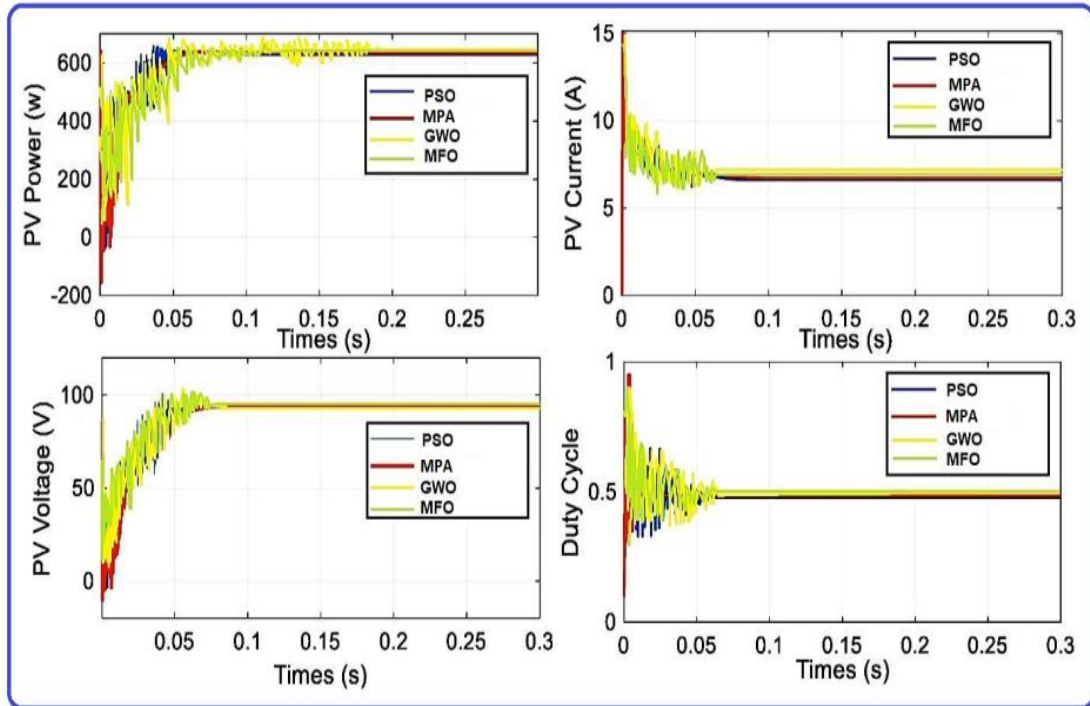 PV Power (w)
600
400
200
0
-200
0
0.05
0.1
0.15
0.2
0.25
Times (s)
PSO
MPA
GWO
MFO
PV Current (A)
15
10
5
0
0
0.05
0.1
0.15
0.2
0.25
0.3
Times (s)
PSO
MPA
GWO
MFO
PV Voltage (V)
100
50
0
0
0.05
0.1
0.15
0.2
0.25
0.3
Times (s)
PSO
MPA
GWO
MFO
Duty Cycle
1
0.5
0
0
0.05
0.1
0.15
0.2
0.25
0.3
Times (s)
PSO
MPA
GWO
MFO